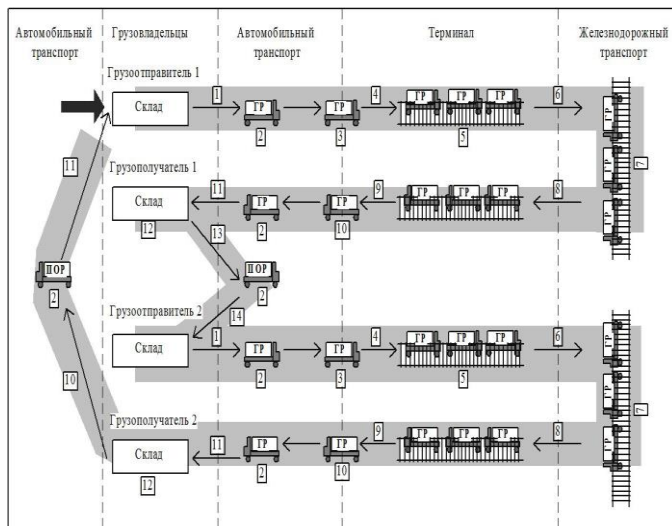 Автомобильный транспорт
Грузовладельцы
Автомобильный транспорт
Терминал
Железнодорожный транспорт
Грузоотправитель 1
Склад
1
ГР
2
ГР
3
4
ГР ГР ГР
5
6
ГР ГР ГР
7
11
Грузополучатель 1
Склад
12
11
ГР
2
ГР
10
9
ГР ГР ГР
8
13
ПОР
2
ПОР
2
14
Грузоотправитель 2
Склад
1
ГР
2
ГР
3
4
ГР ГР ГР
5
6
ГР ГР ГР
7
10
Грузополучатель 2
Склад
12
11
ГР
2
ГР
10
9
ГР ГР ГР
8